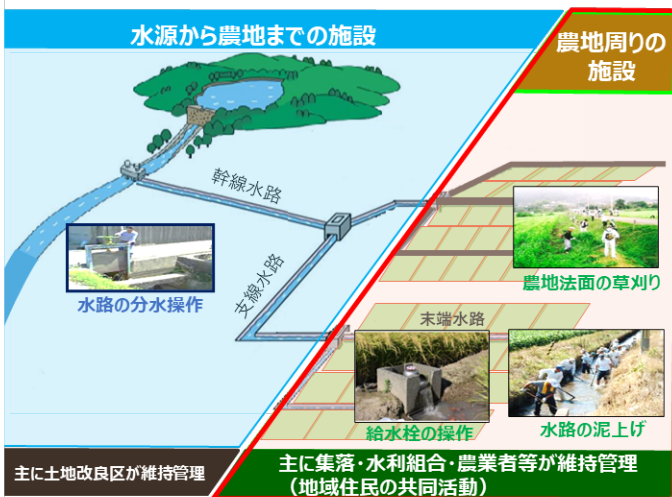 水源から農地までの施設
農地周りの
施設
幹線水路
支線水路
水路の分水操作
農地法面の草刈り
末端水路
給水栓の操作
水路の泥上げ
主に土地改良区が維持管理
主に集落・水利組合・農業者等が維持管理
（地域住民の共同活動）